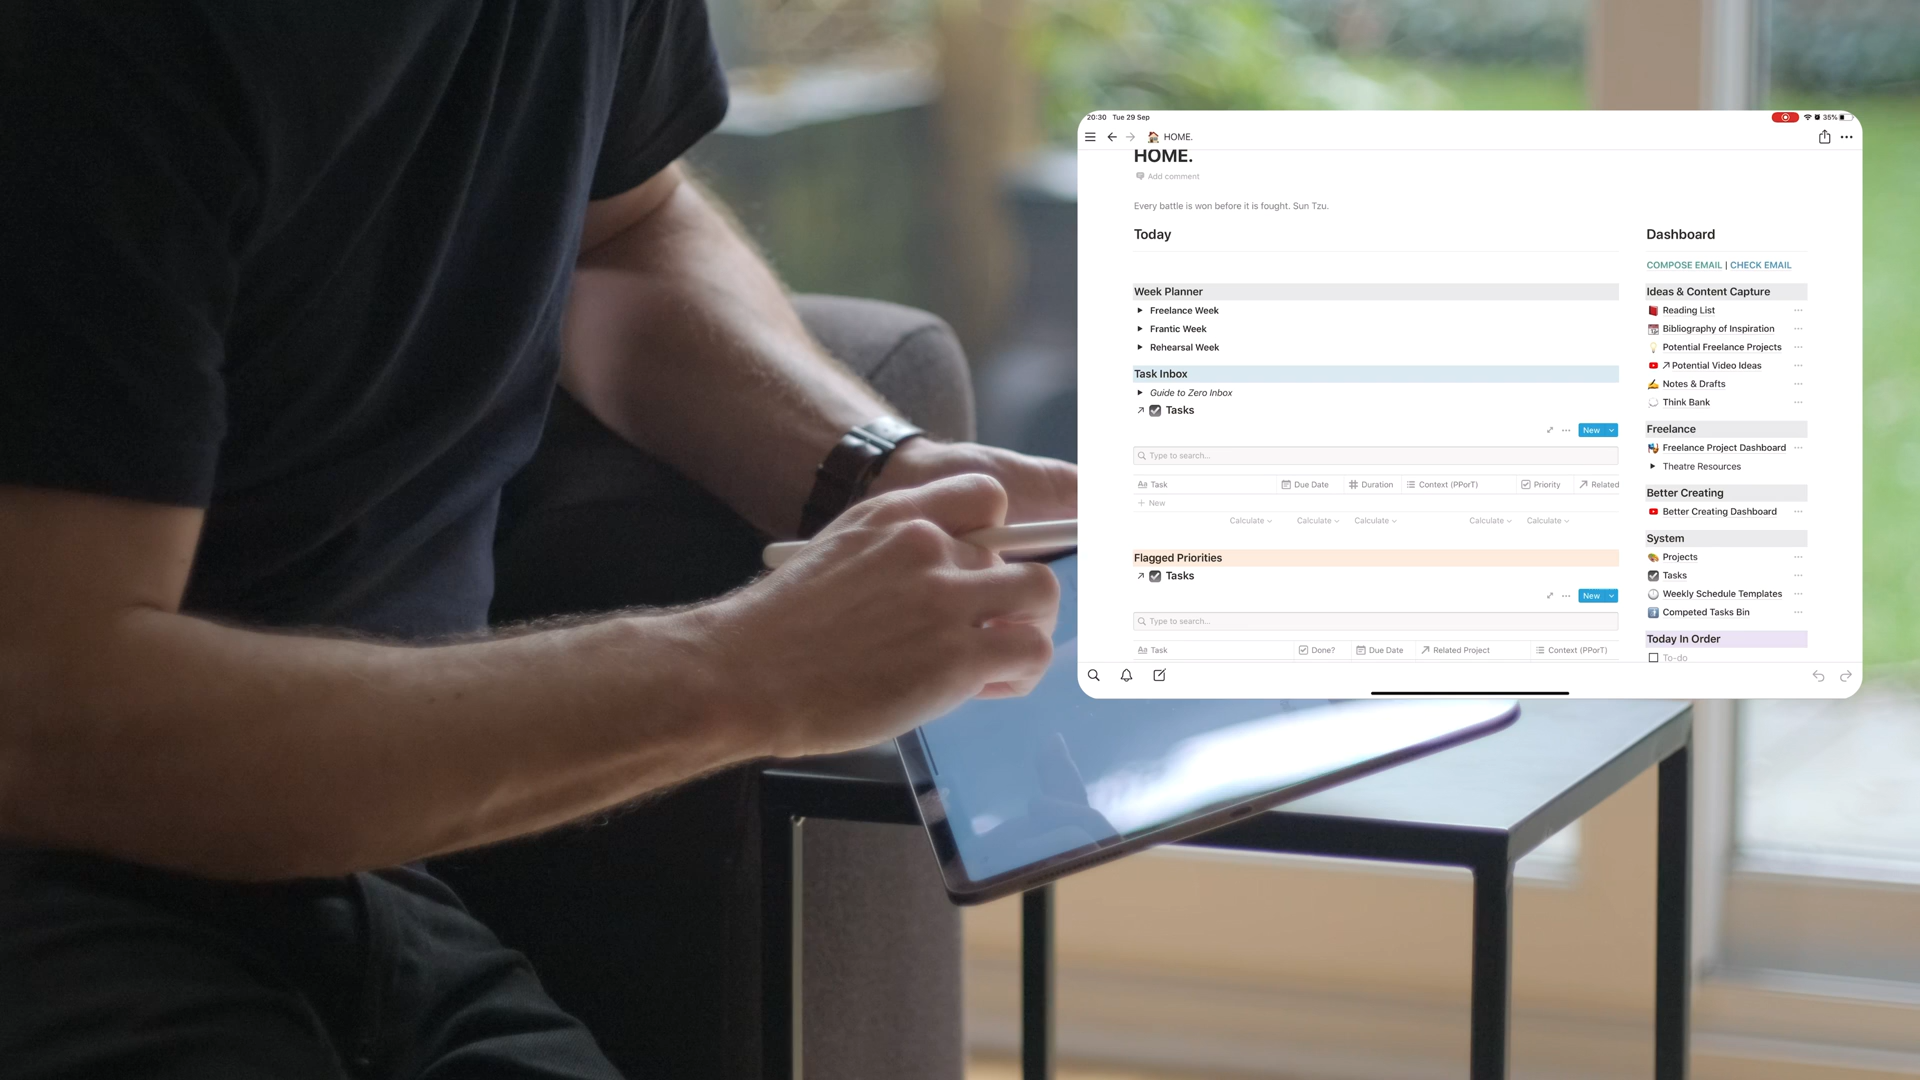 20:30 Tue 29 Sep
35%
HOME.
HOME.
Add comment
Every battle is won before it is fought. Sun Tzu.
Today
Week Planner
Freelance Week
Frantic Week
Rehearsal Week
Task Inbox
Guide to Zero Inbox
Tasks
New
Type to search...
Aa Task Due Date Duration Context (PPorT) Priority Related
+ New
Calculate Calculate Calculate Calculate Calculate
Flagged Priorities
Tasks
New
Type to search...
Aa Task Done? Due Date Related Project Context (PPorT)
Dashboard
COMPOSE EMAIL | CHECK EMAIL
Ideas & Content Capture
Reading List
Bibliography of Inspiration
Potential Freelance Projects
Potential Video Ideas
Notes & Drafts
Think Bank
Freelance
Freelance Project Dashboard
Theatre Resources
Better Creating
Better Creating Dashboard
System
Projects
Tasks
Weekly Schedule Templates
Competed Tasks Bin
Today In Order
To-do